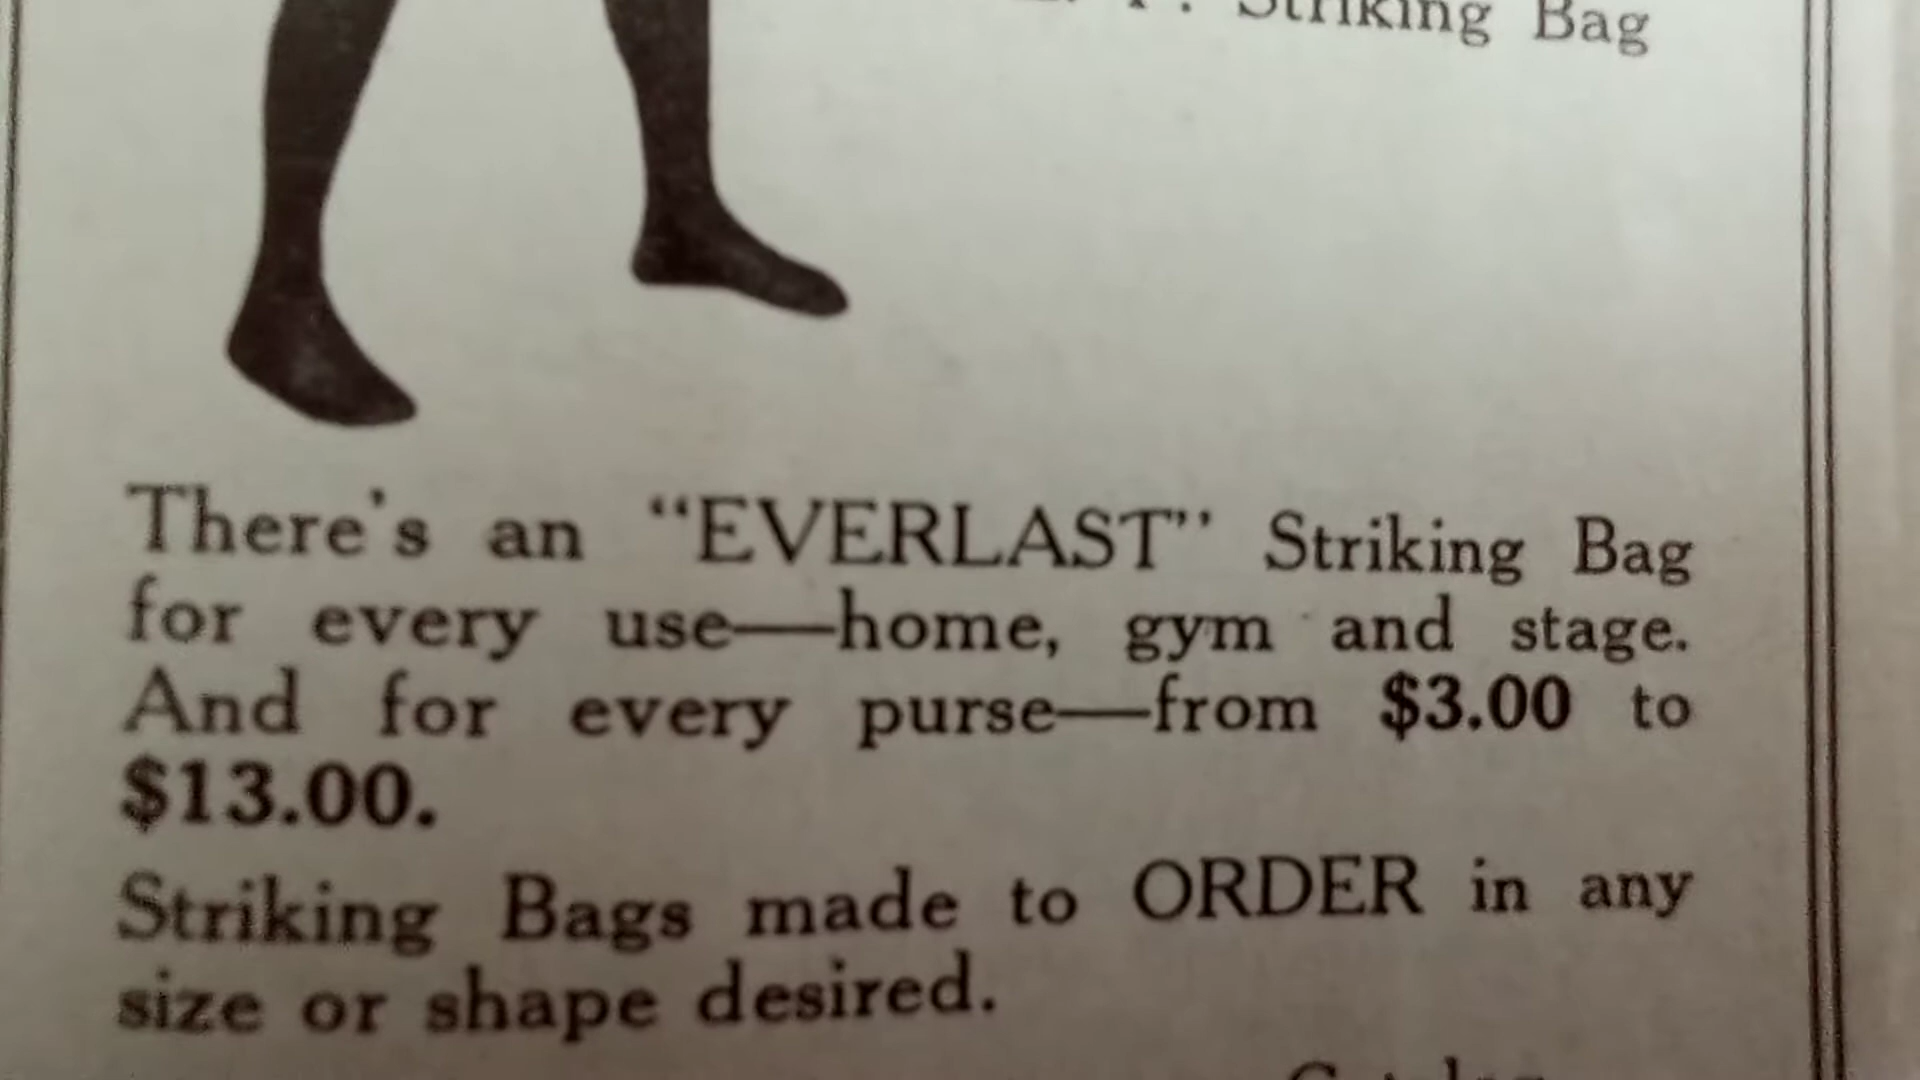 Striking Bag
There's an “EVERLAST” Striking Bag
for every use—home, gym and stage.
And for every purse—from $3.00 to
$13.00.
Striking Bags made to ORDER in any
size or shape desired.